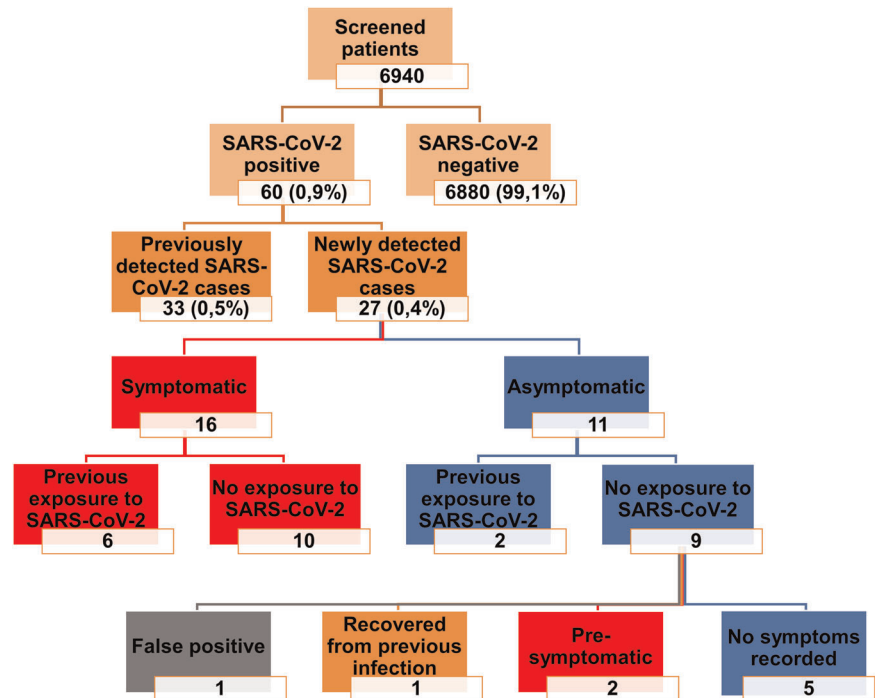 Screened
patients
6940
SARS-CoV-2
positive
60 (0,9%)
SARS-CoV-2
negative
6880 (99,1%)
Previously
detected SARS-
CoV-2 cases
33 (0,5%)
Newly detected
SARS-CoV-2
cases
27 (0,4%)
Symptomatic
16
Asymptomatic
11
Previous
exposure to
SARS-CoV-2
6
No exposure to
SARS-CoV-2
10
Previous
exposure to
SARS-CoV-2
2
No exposure to
SARS-CoV-2
9
False positive
1
Recovered
from previous
infection
1
Pre-
symptomatic
2
No symptoms
recorded
5